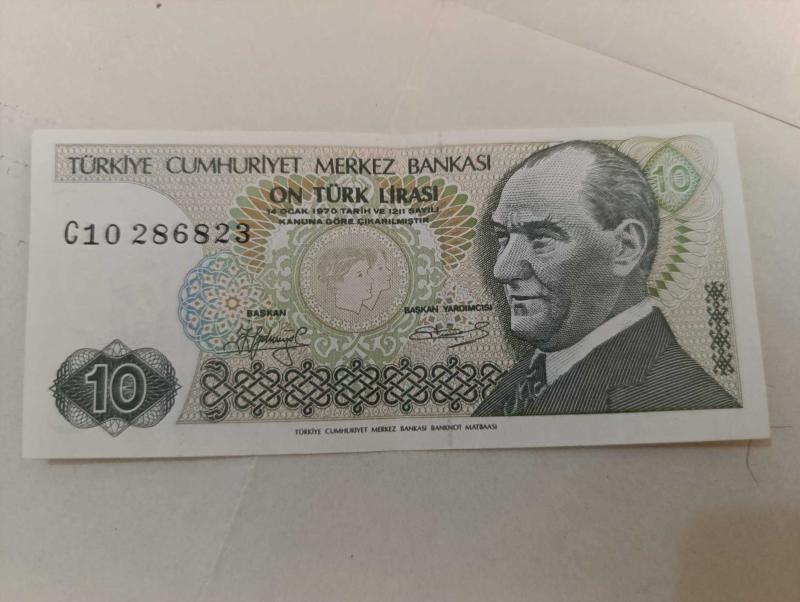 TÜRKİYE CUMHURİYET MERKEZ BANKASI
ON TÜRK LİRASI
14 OCAK 1970 TARİH VE 1211 SAYILI
KANUNA GÖRE ÇIKARILMIŞTIR
10
C10 286823
BAŞKAN
BAŞKAN YARDIMCISI
10
TÜRKİYE CUMHURİYET MERKEZ BANKASI BANKNOT MATBAASI